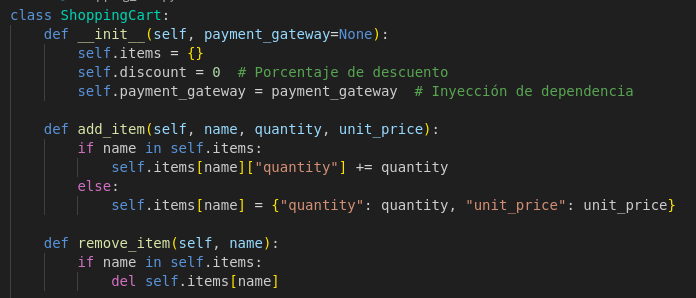 class ShoppingCart:
    def __init__(self, payment_gateway=None):
        self.items = {}
        self.discount = 0  # Porcentaje de descuento
        self.payment_gateway = payment_gateway  # Inyección de dependencia

    def add_item(self, name, quantity, unit_price):
        if name in self.items:
            self.items[name]["quantity"] += quantity
        else:
            self.items[name] = {"quantity": quantity, "unit_price": unit_price}

    def remove_item(self, name):
        if name in self.items:
            del self.items[name]